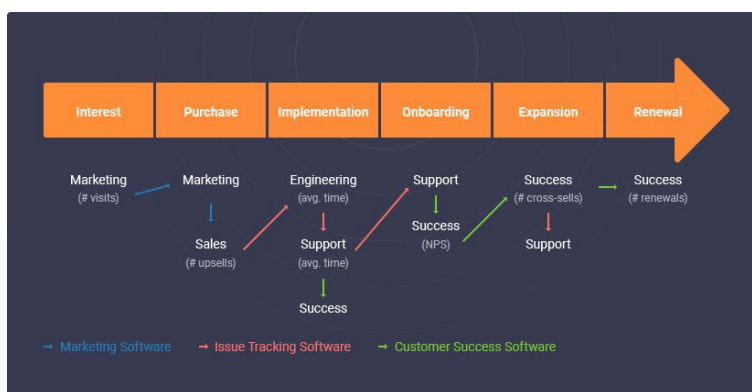 Interest Purchase Implementation Onboarding Expansion Renewal
Marketing
(# visits)
Marketing
Sales
(# upsells)
Engineering
(avg. time)
Support
(avg. time)
Success
Support
Success
(NPS)
Success
(# cross-sells)
Support
Success
(# renewals)
→ Marketing Software → Issue Tracking Software → Customer Success Software